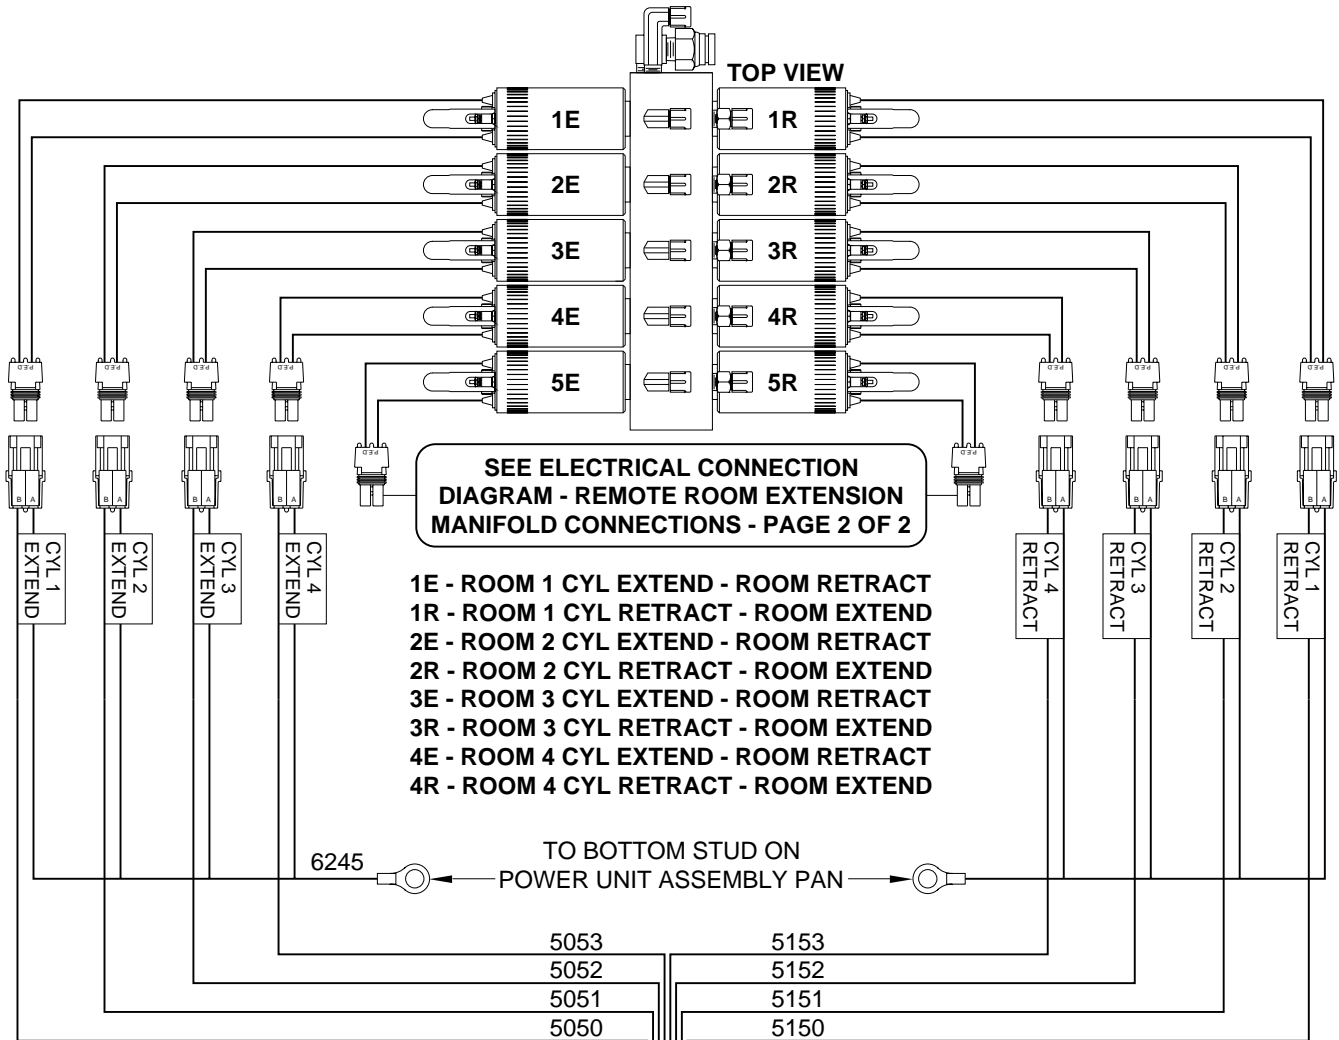 TOP VIEW
1E 1R
2E 2R
3E 3R
4E 4R
5E 5R
P.E.D P.E.D P.E.D P.E.D P.E.D P.E.D P.E.D P.E.D
P.E.D P.E.D
SEE ELECTRICAL CONNECTION
DIAGRAM - REMOTE ROOM EXTENSION
MANIFOLD CONNECTIONS - PAGE 2 OF 2
B A B A B A B A B A B A B A B A
CYL 1
EXTEND
CYL 2
EXTEND
CYL 3
EXTEND
CYL 4
EXTEND
CYL 4
RETRACT
CYL 3
RETRACT
CYL 2
RETRACT
CYL 1
RETRACT
1E - ROOM 1 CYL EXTEND - ROOM RETRACT
1R - ROOM 1 CYL RETRACT - ROOM EXTEND
2E - ROOM 2 CYL EXTEND - ROOM RETRACT
2R - ROOM 2 CYL RETRACT - ROOM EXTEND
3E - ROOM 3 CYL EXTEND - ROOM RETRACT
3R - ROOM 3 CYL RETRACT - ROOM EXTEND
4E - ROOM 4 CYL EXTEND - ROOM RETRACT
4R - ROOM 4 CYL RETRACT - ROOM EXTEND
6245
TO BOTTOM STUD ON
POWER UNIT ASSEMBLY PAN
5053 5153
5052 5152
5051 5151
5050 5150